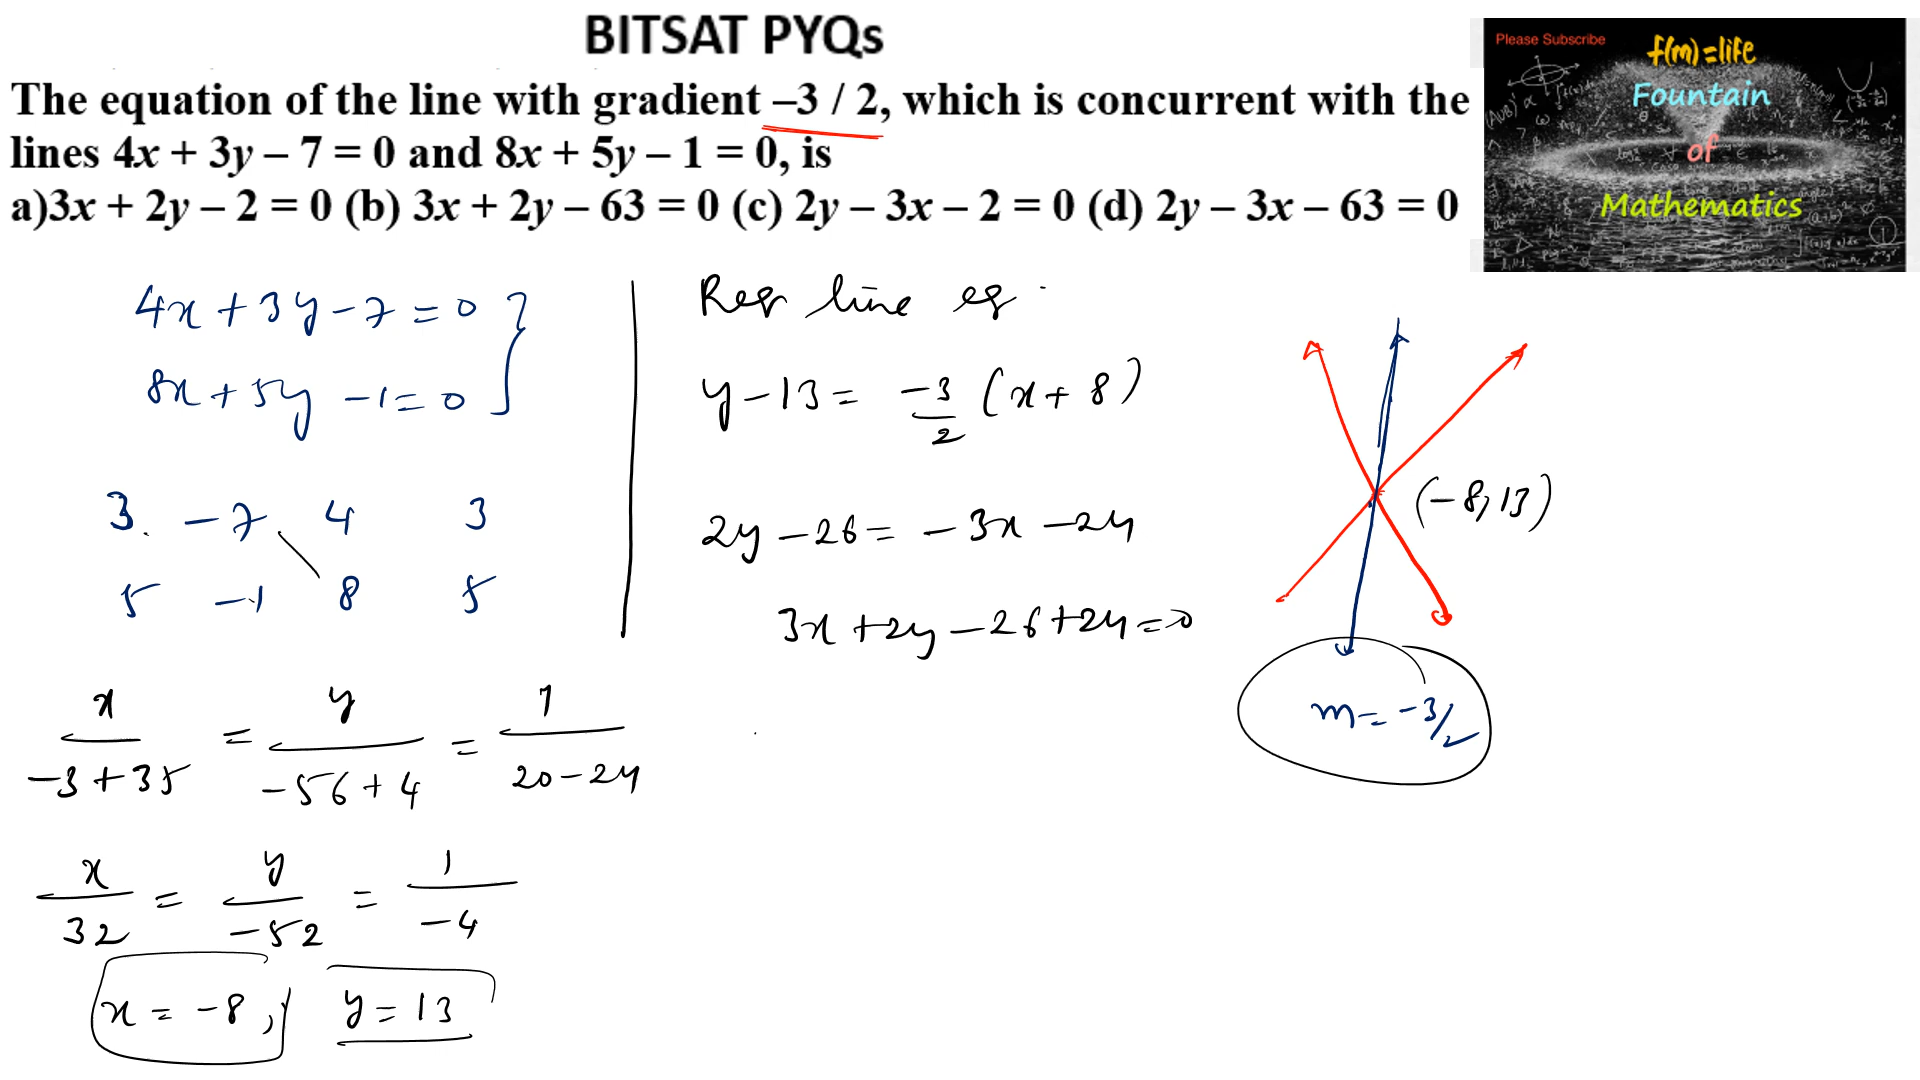 BITSAT PYQs
The equation of the line with gradient –3 / 2, which is concurrent with the
lines 4x + 3y – 7 = 0 and 8x + 5y – 1 = 0, is
a)3x + 2y – 2 = 0 (b) 3x + 2y – 63 = 0 (c) 2y – 3x – 2 = 0 (d) 2y – 3x – 63 = 0
Please Subscribe
f(m)=life
Fountain
of
Mathematics
4x + 3y - 7 = 0
8x + 5y - 1 = 0
3. -7 4 3
5 -1 8 5
x/(-3+35) = y/(-56+4) = 1/(20-24)
x/32 = y/-52 = 1/-4
x = -8, y = 13
Req line eq.
y - 13 = -3/2 (x + 8)
2y - 26 = -3x - 24
3x + 2y - 26 + 24 = 0
(-8, 13)
m = -3/2